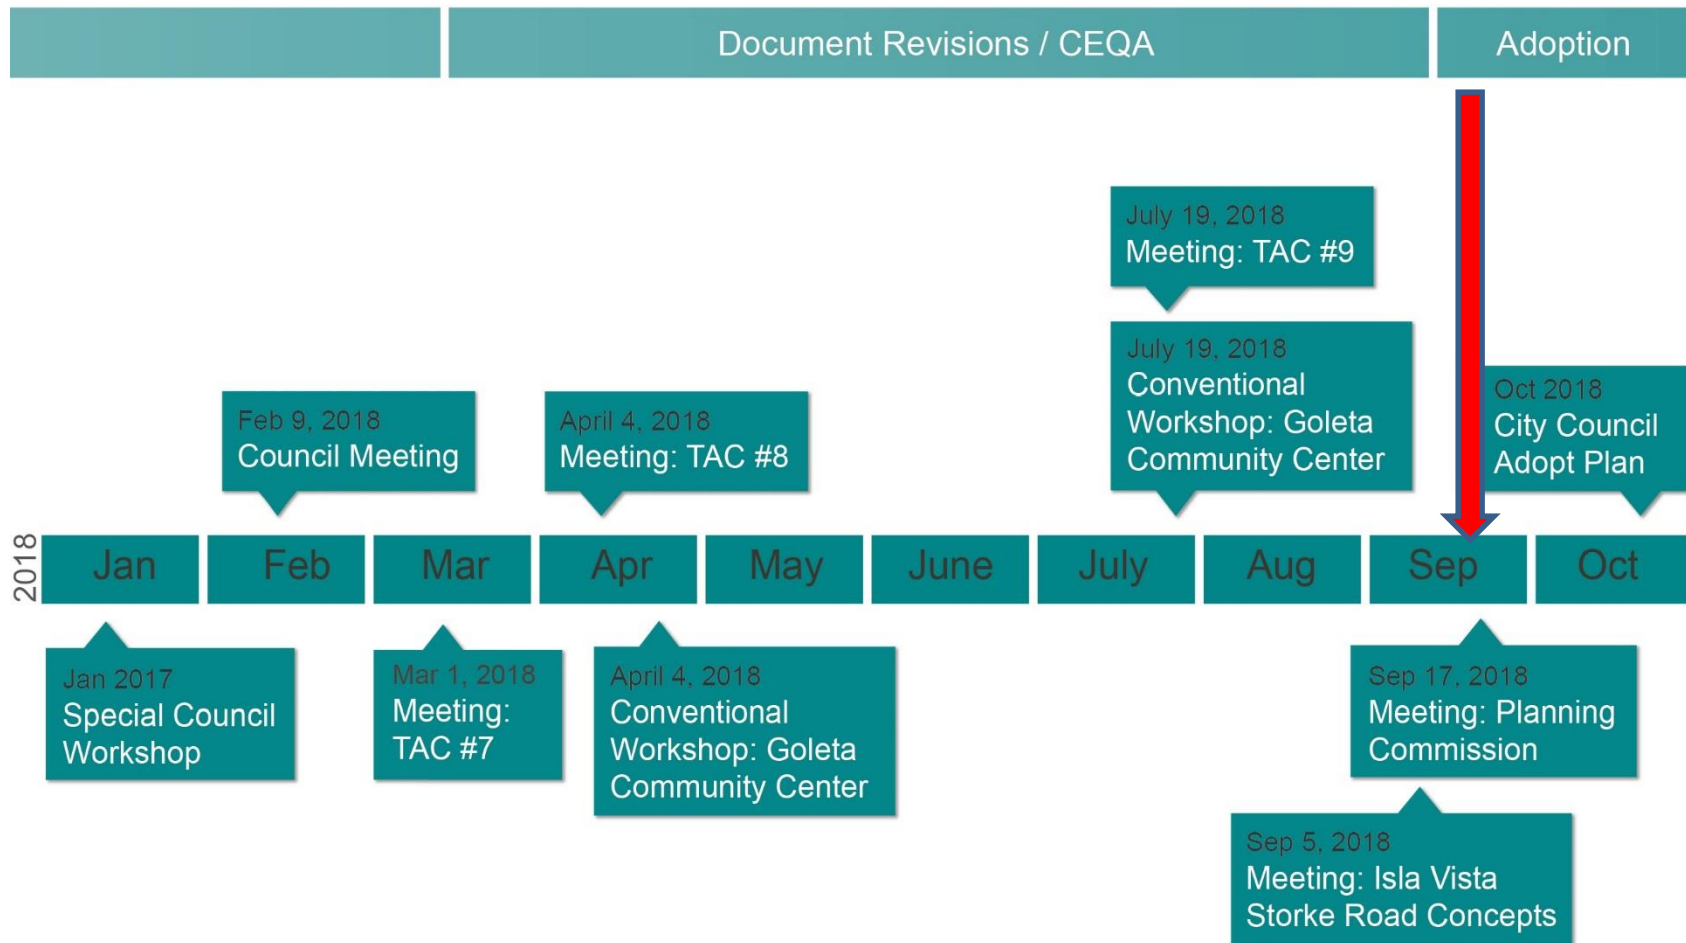 Document Revisions / CEQA
Adoption
July 19, 2018
Meeting: TAC #9
July 19, 2018
Conventional
Workshop: Goleta
Community Center
Feb 9, 2018
Council Meeting
April 4, 2018
Meeting: TAC #8
Oct 2018
City Council
Adopt Plan
2018
Jan
Feb
Mar
Apr
May
June
July
Aug
Sep
Oct
Jan 2017
Special Council
Workshop
Mar 1, 2018
Meeting:
TAC #7
April 4, 2018
Conventional
Workshop: Goleta
Community Center
Sep 17, 2018
Meeting: Planning
Commission
Sep 5, 2018
Meeting: Isla Vista
Storke Road Concepts